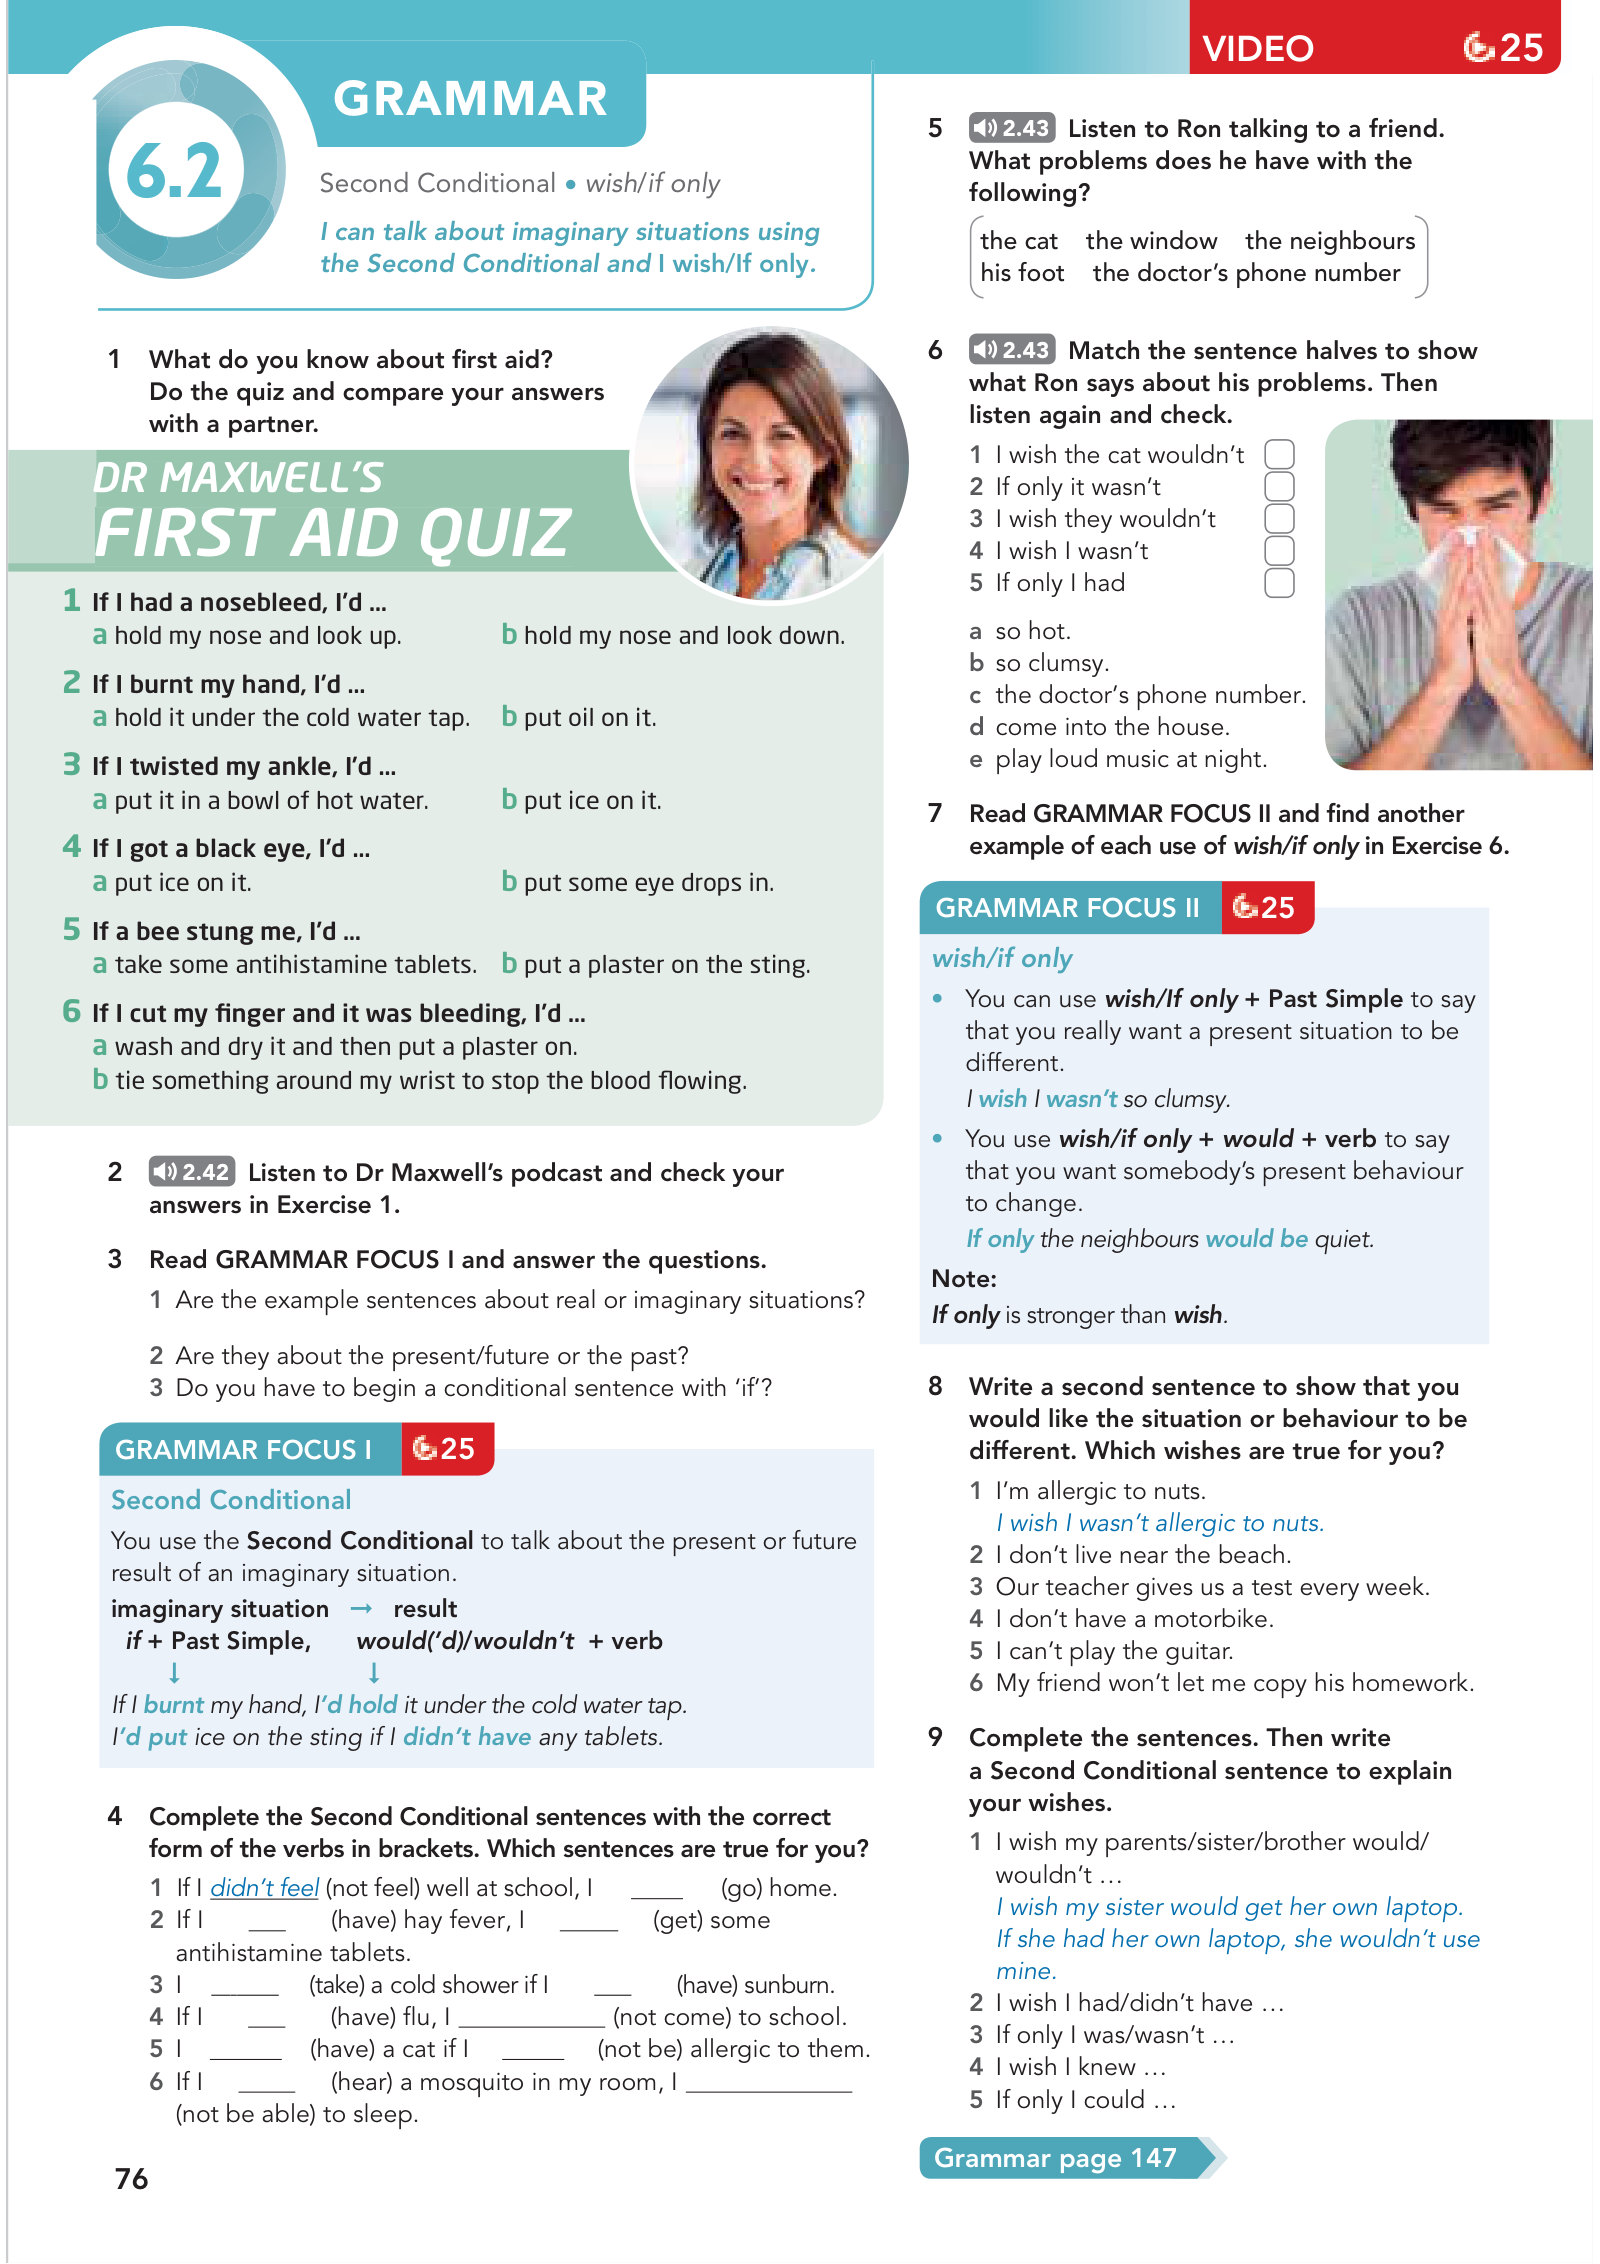 VIDEO 25
GRAMMAR
6.2
Second Conditional • wish/if only
I can talk about imaginary situations using
the Second Conditional and I wish/If only.
1 What do you know about first aid?
Do the quiz and compare your answers
with a partner.
DR MAXWELL'S
FIRST AID QUIZ
1 If I had a nosebleed, I'd ...
a hold my nose and look up. b hold my nose and look down.
2 If I burnt my hand, I'd ...
a hold it under the cold water tap. b put oil on it.
3 If I twisted my ankle, I'd ...
a put it in a bowl of hot water. b put ice on it.
4 If I got a black eye, I'd ...
a put ice on it. b put some eye drops in.
5 If a bee stung me, I'd ...
a take some antihistamine tablets. b put a plaster on the sting.
6 If I cut my finger and it was bleeding, I'd ...
a wash and dry it and then put a plaster on.
b tie something around my wrist to stop the blood flowing.
2 2.42 Listen to Dr Maxwell's podcast and check your
answers in Exercise 1.
3 Read GRAMMAR FOCUS I and answer the questions.
1 Are the example sentences about real or imaginary situations?
2 Are they about the present/future or the past?
3 Do you have to begin a conditional sentence with 'if'?
GRAMMAR FOCUS I 25
Second Conditional
You use the Second Conditional to talk about the present or future
result of an imaginary situation.
imaginary situation → result
if + Past Simple, would('d)/wouldn't + verb
↓ ↓
If I burnt my hand, I'd hold it under the cold water tap.
I'd put ice on the sting if I didn't have any tablets.
4 Complete the Second Conditional sentences with the correct
form of the verbs in brackets. Which sentences are true for you?
1 If I didn't feel (not feel) well at school, I ____ (go) home.
2 If I ___ (have) hay fever, I ____ (get) some
antihistamine tablets.
3 I _____ (take) a cold shower if I ___ (have) sunburn.
4 If I ___ (have) flu, I ___________ (not come) to school.
5 I _____ (have) a cat if I _____ (not be) allergic to them.
6 If I ____ (hear) a mosquito in my room, I ____________
(not be able) to sleep.
76
5 2.43 Listen to Ron talking to a friend.
What problems does he have with the
following?
the cat the window the neighbours
his foot the doctor's phone number
6 2.43 Match the sentence halves to show
what Ron says about his problems. Then
listen again and check.
1 I wish the cat wouldn't
2 If only it wasn't
3 I wish they wouldn't
4 I wish I wasn't
5 If only I had
a so hot.
b so clumsy.
c the doctor's phone number.
d come into the house.
e play loud music at night.
7 Read GRAMMAR FOCUS II and find another
example of each use of wish/if only in Exercise 6.
GRAMMAR FOCUS II 25
wish/if only
• You can use wish/If only + Past Simple to say
that you really want a present situation to be
different.
I wish I wasn't so clumsy.
• You use wish/if only + would + verb to say
that you want somebody's present behaviour
to change.
If only the neighbours would be quiet.
Note:
If only is stronger than wish.
8 Write a second sentence to show that you
would like the situation or behaviour to be
different. Which wishes are true for you?
1 I'm allergic to nuts.
I wish I wasn't allergic to nuts.
2 I don't live near the beach.
3 Our teacher gives us a test every week.
4 I don't have a motorbike.
5 I can't play the guitar.
6 My friend won't let me copy his homework.
9 Complete the sentences. Then write
a Second Conditional sentence to explain
your wishes.
1 I wish my parents/sister/brother would/
wouldn't …
I wish my sister would get her own laptop.
If she had her own laptop, she wouldn't use
mine.
2 I wish I had/didn't have …
3 If only I was/wasn't …
4 I wish I knew …
5 If only I could …
Grammar page 147